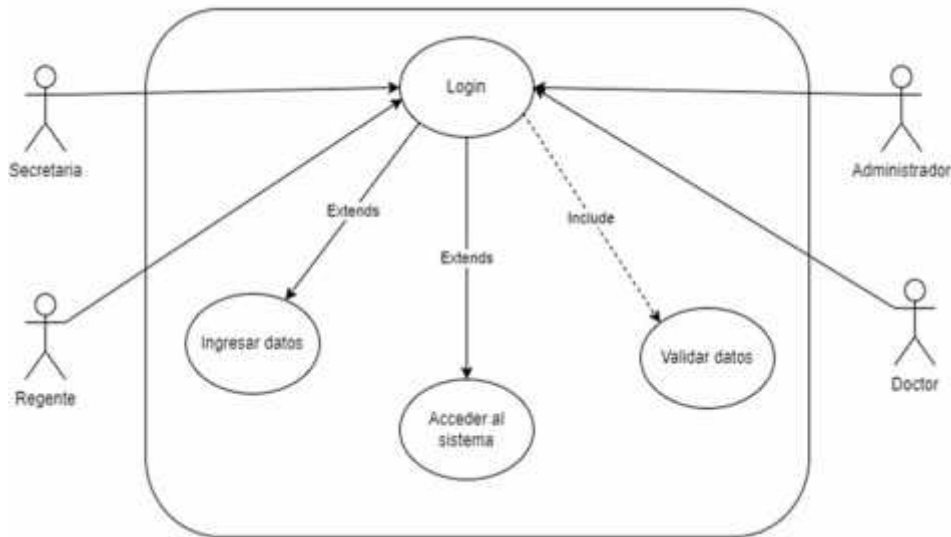 Login
Secretaria
Administrador
Extends
Include
Extends
Ingresar datos
Validar datos
Regente
Doctor
Acceder al
sistema